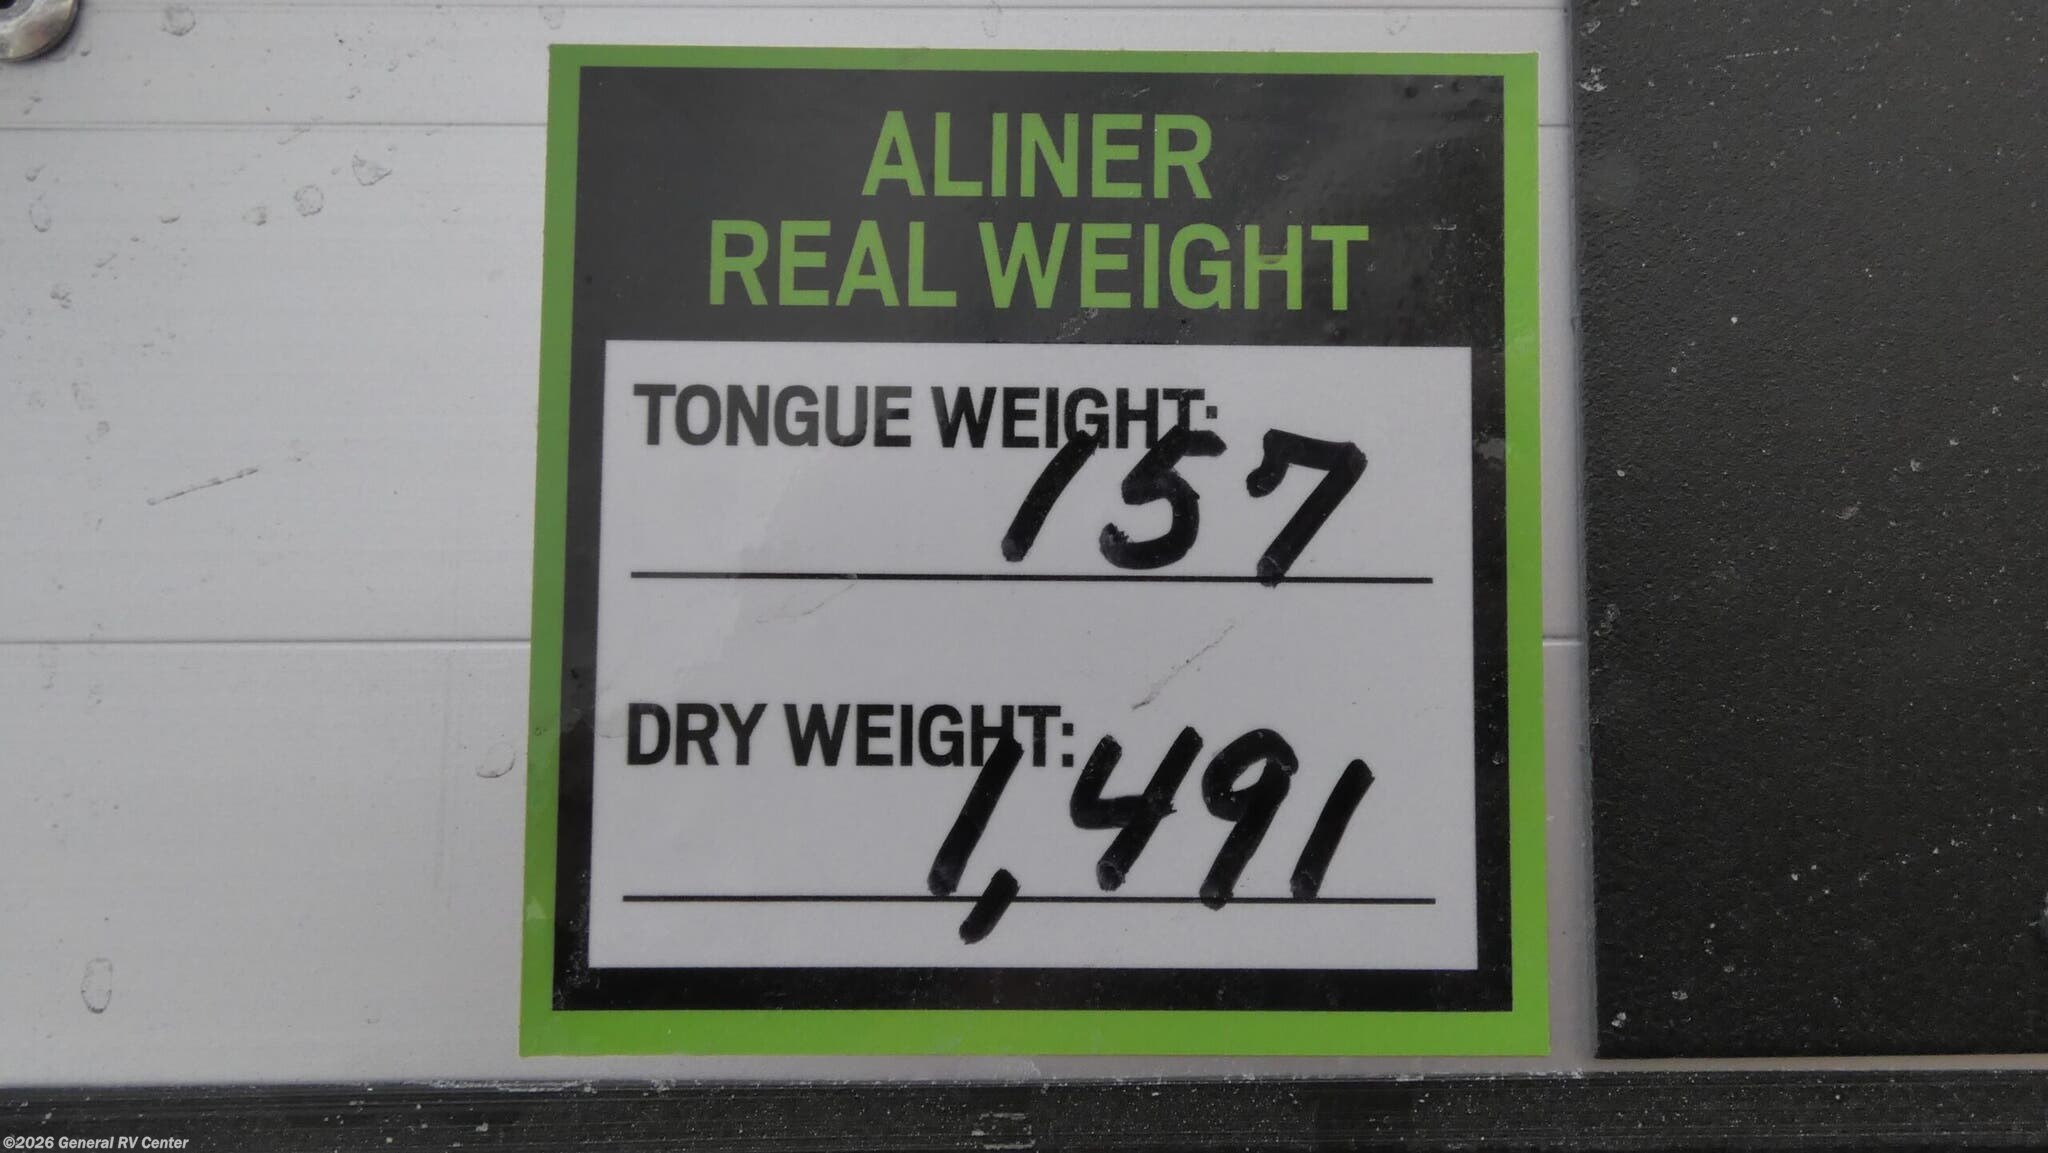 ALINER
REAL WEIGHT
TONGUE WEIGHT:
157
DRY WEIGHT:
1,491
©2026 General RV Center